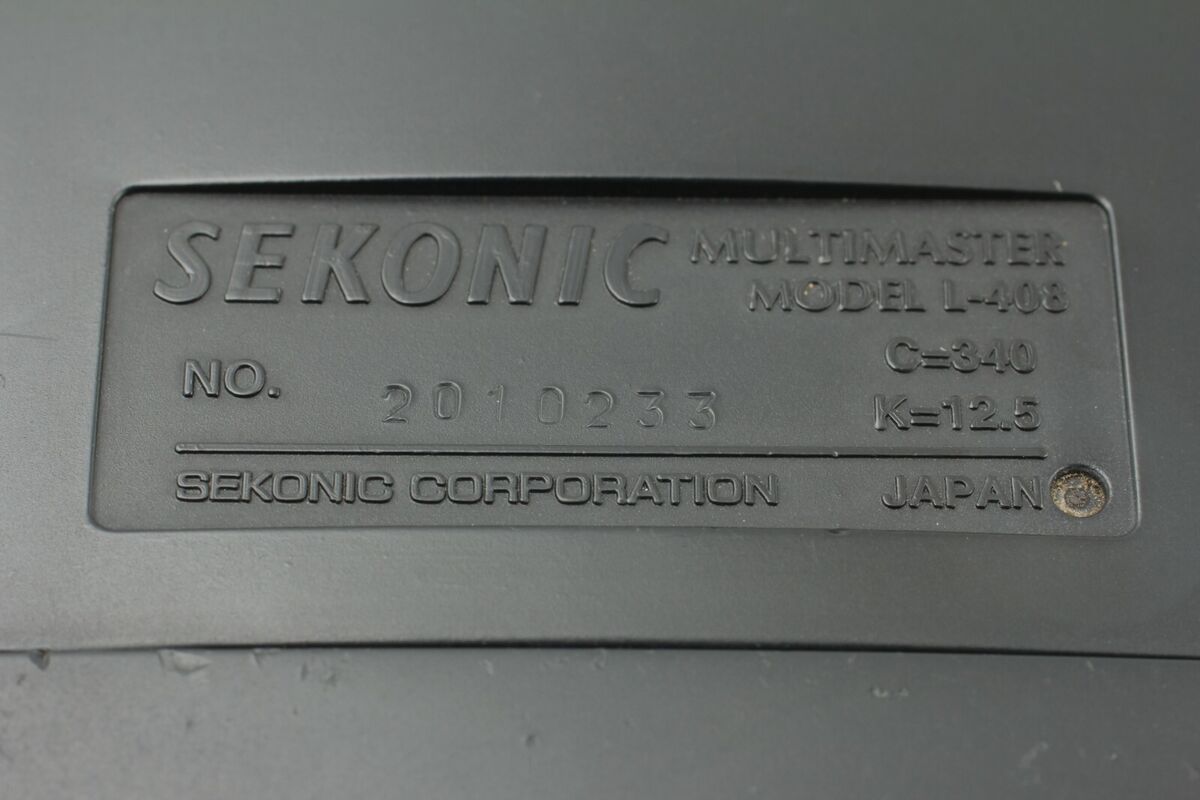 SEKONIC MULTIMASTER
MODEL L-408
C=340
NO. 2010233 K=12.5
SEKONIC CORPORATION JAPAN